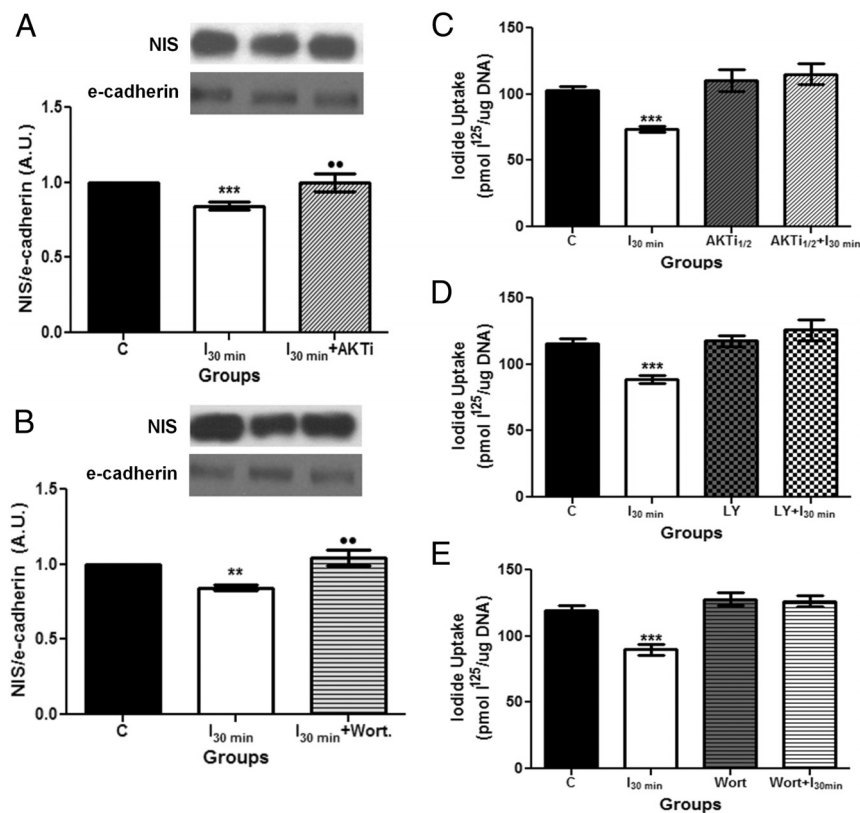 A
NIS
e-cadherin
NIS/e-cadherin (A.U.)
1.5
1.0
0.5
0.0
***
••
C
I30 min
I30 min+AKTi
Groups
B
NIS
e-cadherin
NIS/e-cadherin (A.U.)
1.5
1.0
0.5
0.0
**
••
C
I30 min
I30 min+Wort.
Groups
C
Iodide Uptake
(pmol I125/ug DNA)
150
100
50
0
***
C
I30 min
AKTi1/2
AKTi1/2+I30 min
Groups
D
Iodide Uptake
(pmol I125/ug DNA)
150
100
50
0
***
C
I30 min
LY
LY+I30 min
Groups
E
Iodide Uptake
(pmol I125/ug DNA)
150
100
50
0
***
C
I30 min
Wort
Wort+I30min
Groups